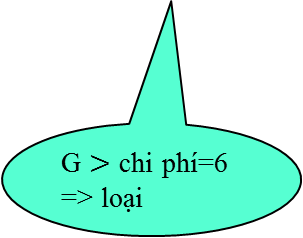 G > chi phí=6
=> loại